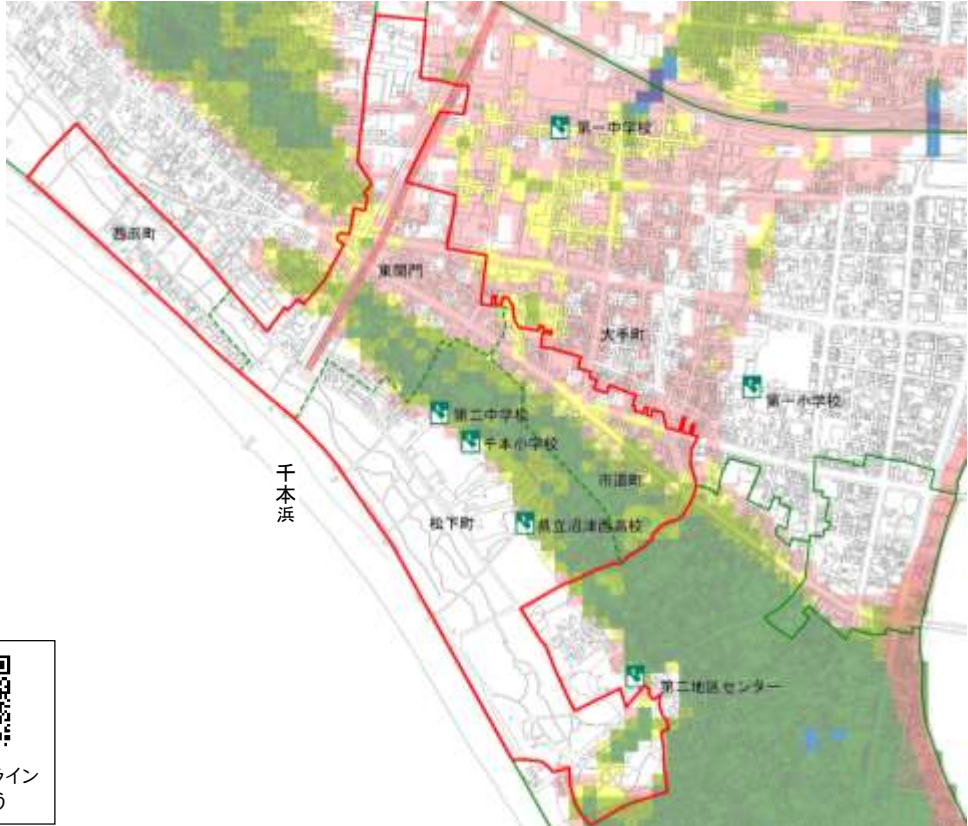 第一中学校
西浜町
東間門
大手町
第一小学校
第二中学校
千本小学校
千本浜
市道町
松下町
県立沼津西高校
第二地区センター
ライン
う